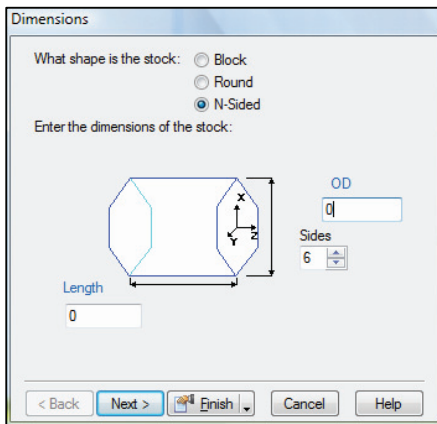 Dimensions
What shape is the stock: Block
Round
N-Sided
Enter the dimensions of the stock:
OD
0
X
Z
Y
Sides
6
Length
0
< Back Next > Finish Cancel Help